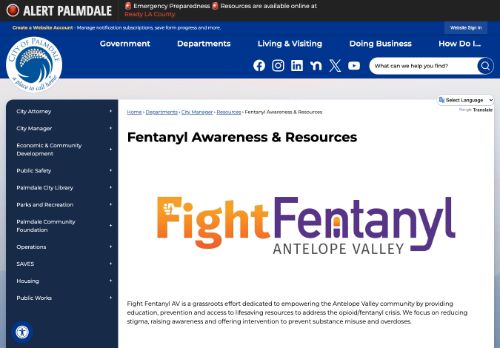 ALERT PALMDALE
🚨 Emergency Preparedness 🚨 Resources are available online at
Ready LA County.
Create a Website Account - Manage notification subscriptions, save form progress and more.
Website Sign In
CITY OF PALMDALE
a place to call home
Government
Departments
Living & Visiting
Doing Business
How Do I...
What can we help you find?
Select Language
Google Translate
City Attorney
City Manager
Economic & Community
Development
Public Safety
Palmdale City Library
Parks and Recreation
Palmdale Community
Foundation
Operations
SAVES
Housing
Public Works
Home › Departments › City Manager › Resources › Fentanyl Awareness & Resources
Fentanyl Awareness & Resources
FightFentanyl
ANTELOPE VALLEY
Fight Fentanyl AV is a grassroots effort dedicated to empowering the Antelope Valley community by providing
education, prevention and access to lifesaving resources to address the opioid/fentanyl crisis. We focus on reducing
stigma, raising awareness and offering intervention to prevent substance misuse and overdoses.